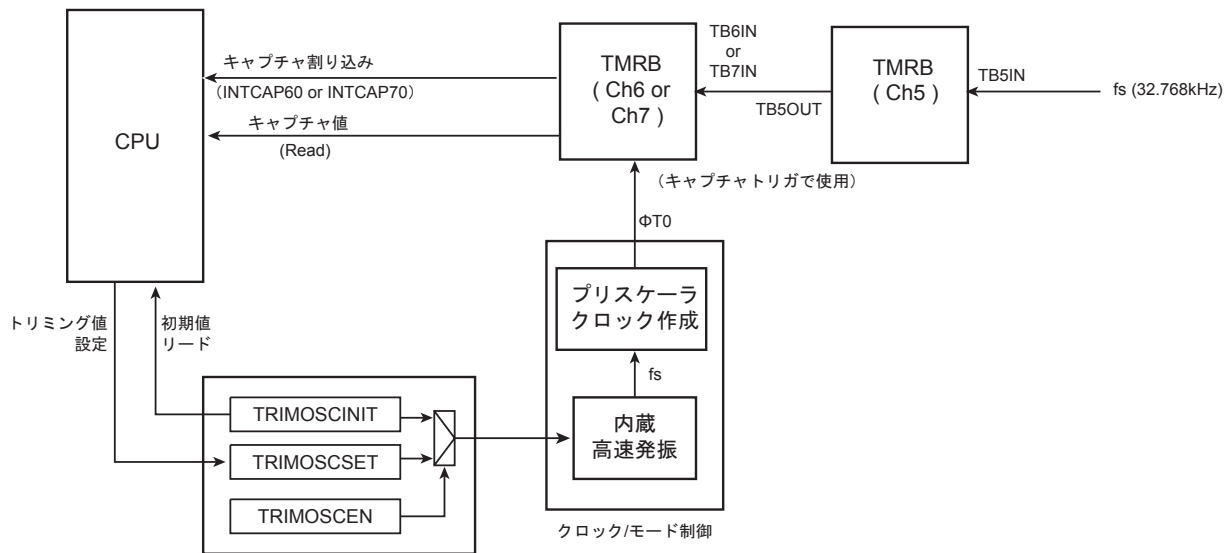 CPU
キャプチャ割り込み
（INTCAP60 or INTCAP70）
キャプチャ値
(Read)
TMRB
( Ch6 or
Ch7 )
TB6IN
or
TB7IN
TB5OUT
TMRB
( Ch5 )
TB5IN
fs (32.768kHz)
（キャプチャトリガで使用）
ΦT0
プリスケーラ
クロック作成
fs
内蔵
高速発振
クロック/モード制御
トリミング値
設定
初期値
リード
TRIMOSCINIT
TRIMOSCSET
TRIMOSCEN